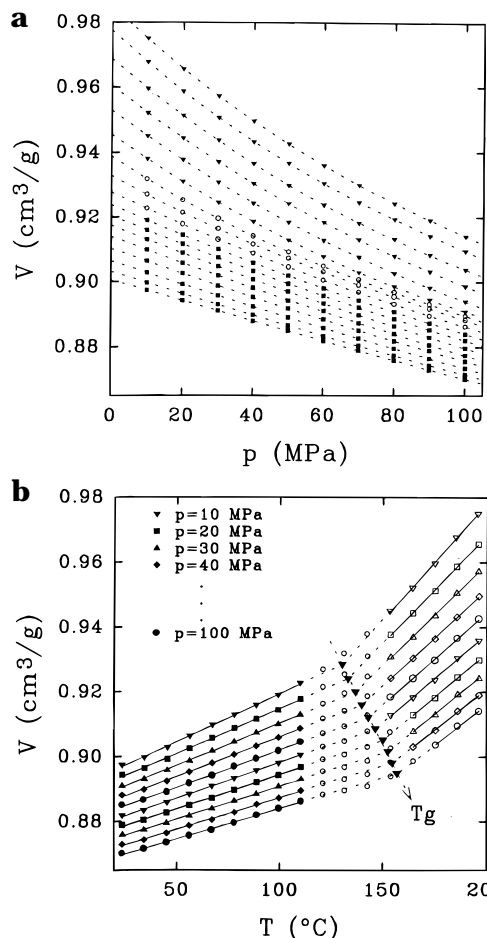 a
0.98
0.96
0.94
0.92
0.90
0.88
V (cm³/g)
0 20 40 60 80 100
p (MPa)
b
0.98
0.96
0.94
0.92
0.90
0.88
V (cm³/g)
p=10 MPa
p=20 MPa
p=30 MPa
p=40 MPa
p=100 MPa
Tg
50 100 150 200
T (°C)